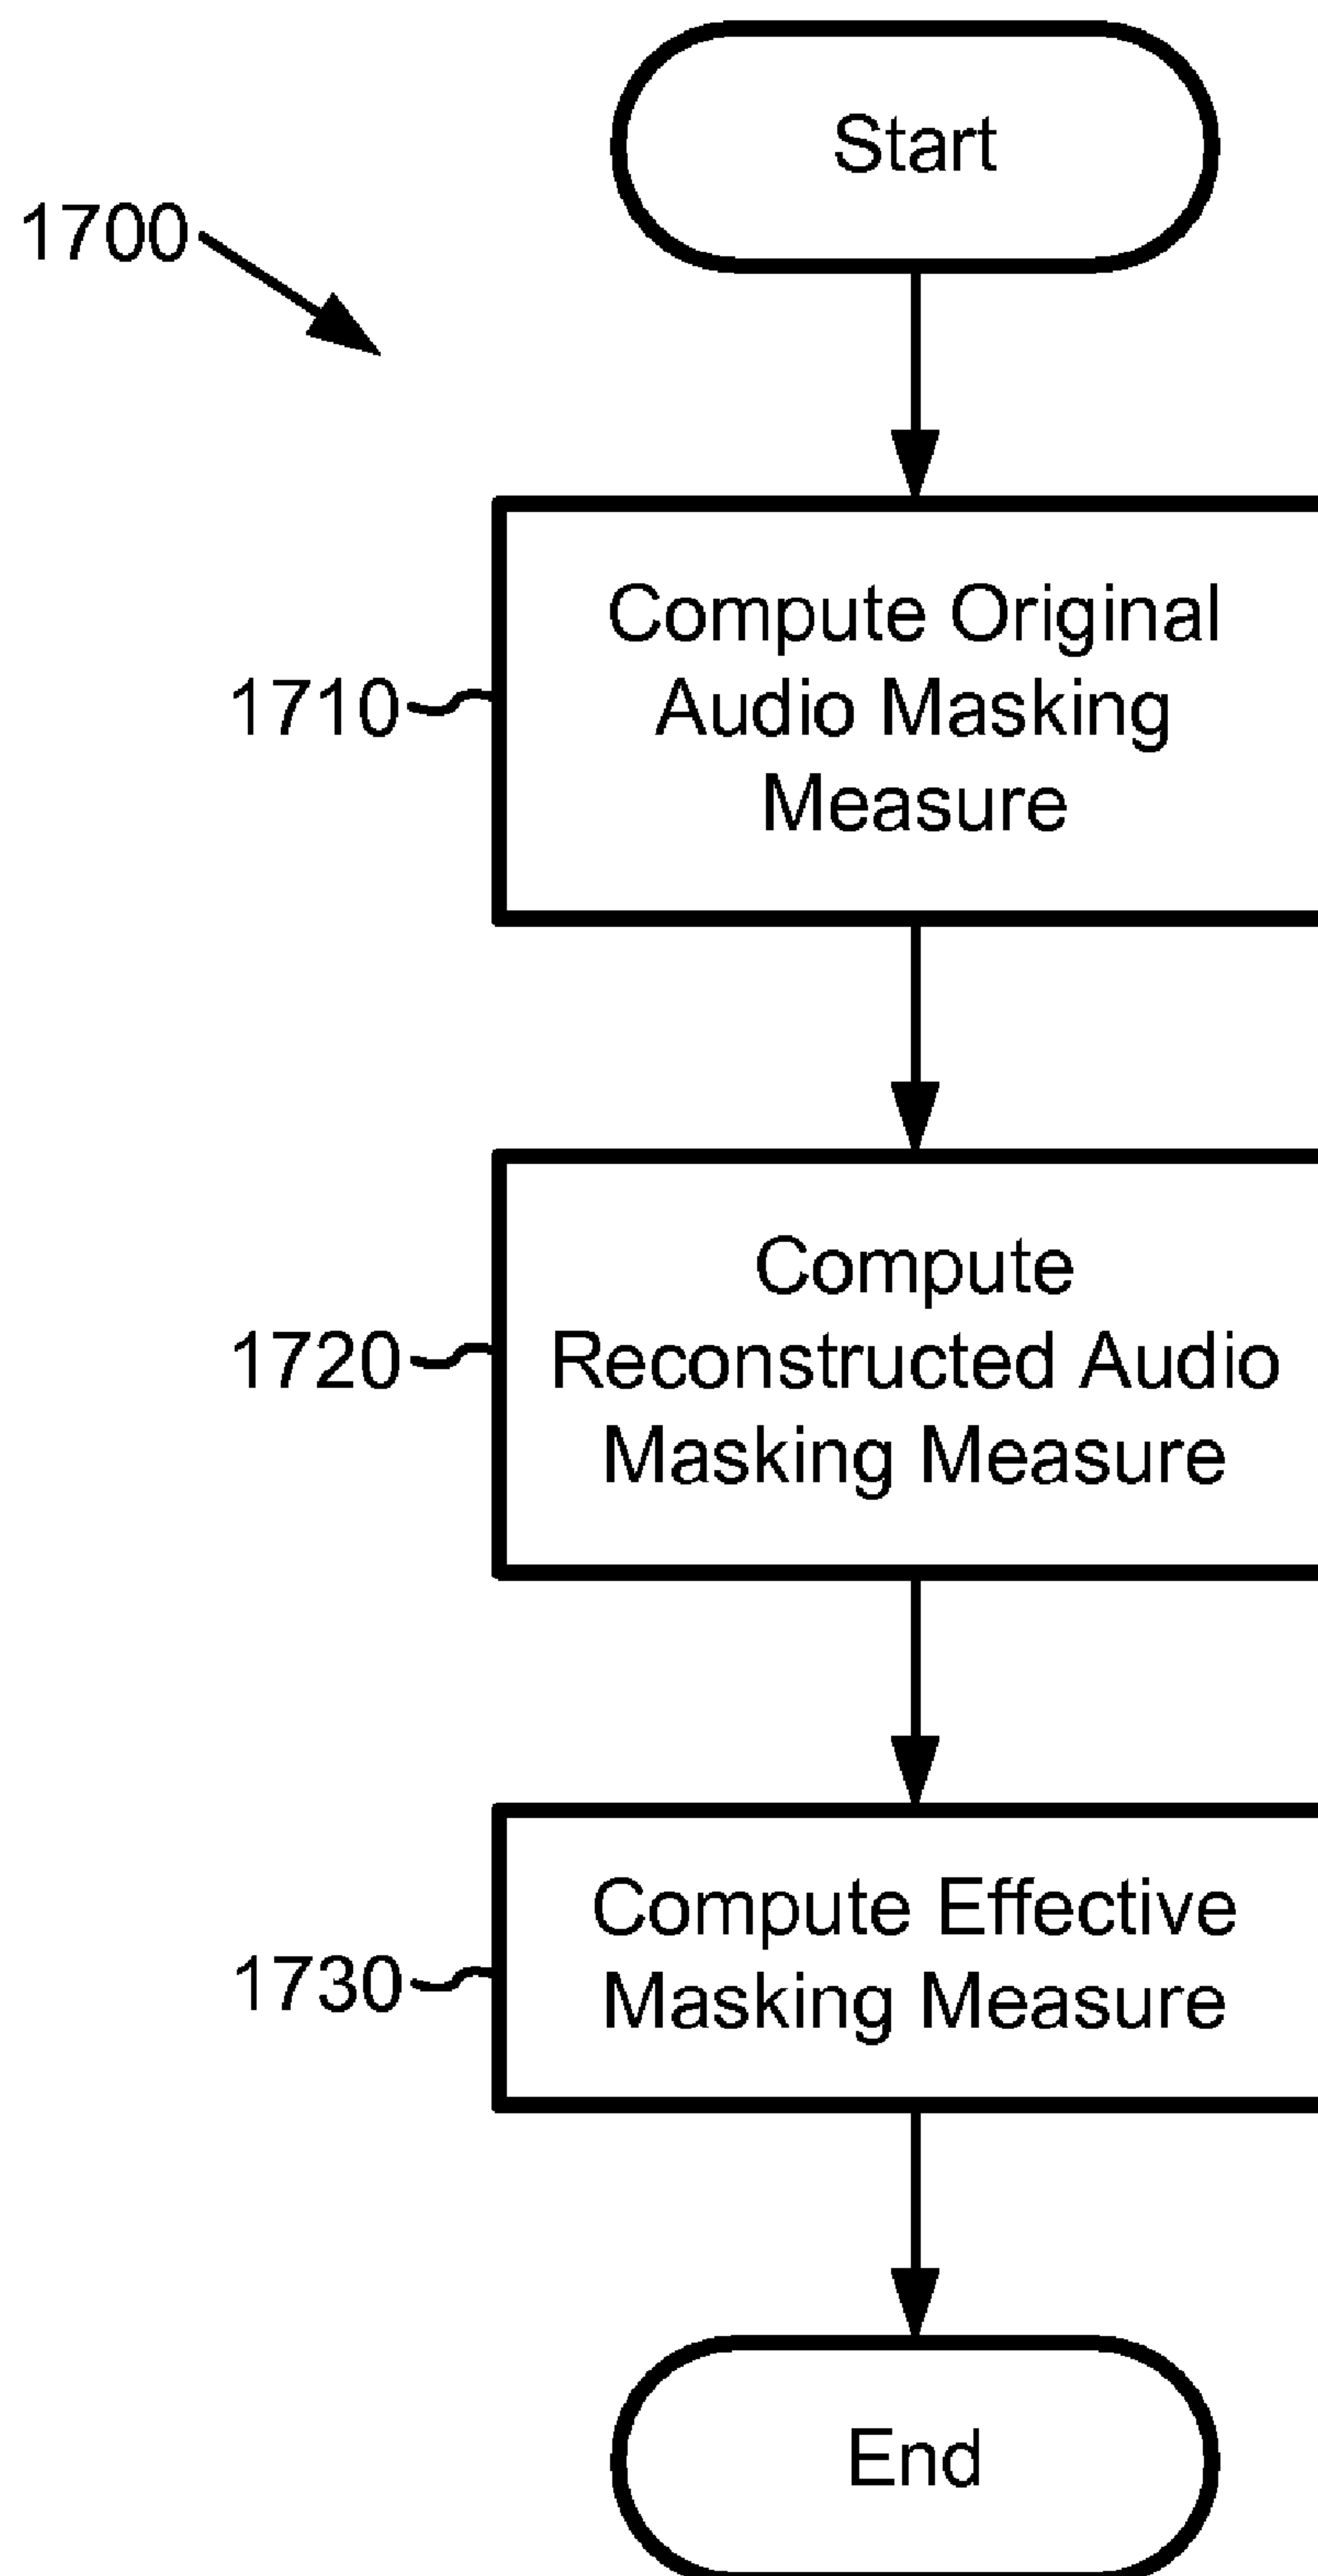 Start
1700
Compute Original
Audio Masking
Measure
1710
Compute
Reconstructed Audio
Masking Measure
1720
Compute Effective
Masking Measure
1730
End